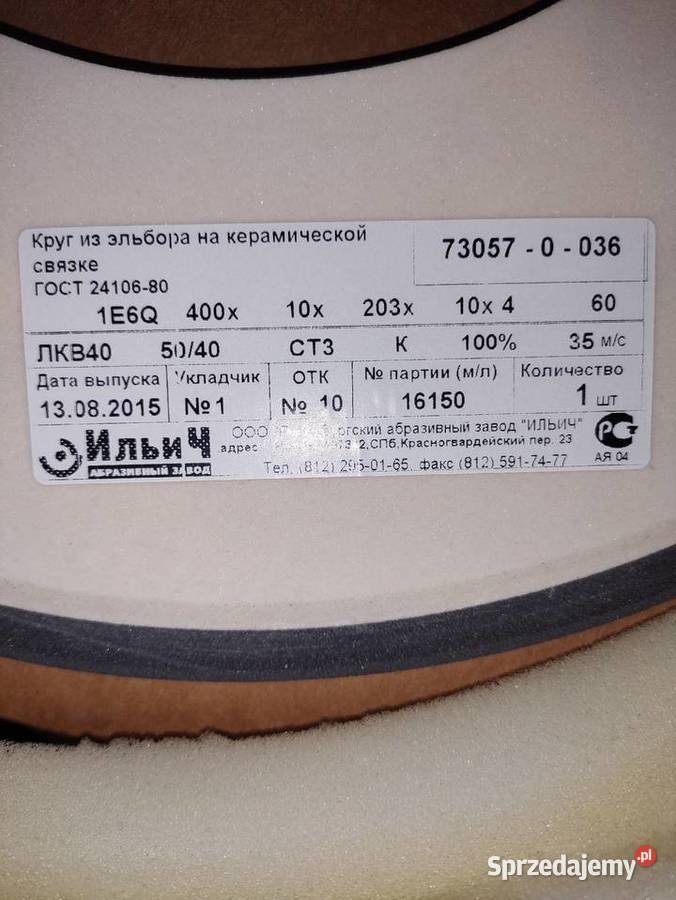 Круг из эльбора на керамической
связке
73057 - 0 - 036
ГОСТ 24106-80
1E6Q 400x 10x 203x 10x 4 60
ЛКВ40 50/40 СТ3 К 100% 35 м/с
Дата выпуска Укладчик ОТК № партии (м/л) Количество
13.08.2015 №1 № 10 16150 1 шт
ИЛЬИЧ
АБРАЗИВНЫЙ ЗАВОД
ООО абразивный завод "ИЛЬИЧ"
адрес СПб, Красногвардейский пер. 23
Тел. (812) 295-01-65, факс (812) 591-74-77
РСТ
АЯ 04
Sprzedajemy.pl